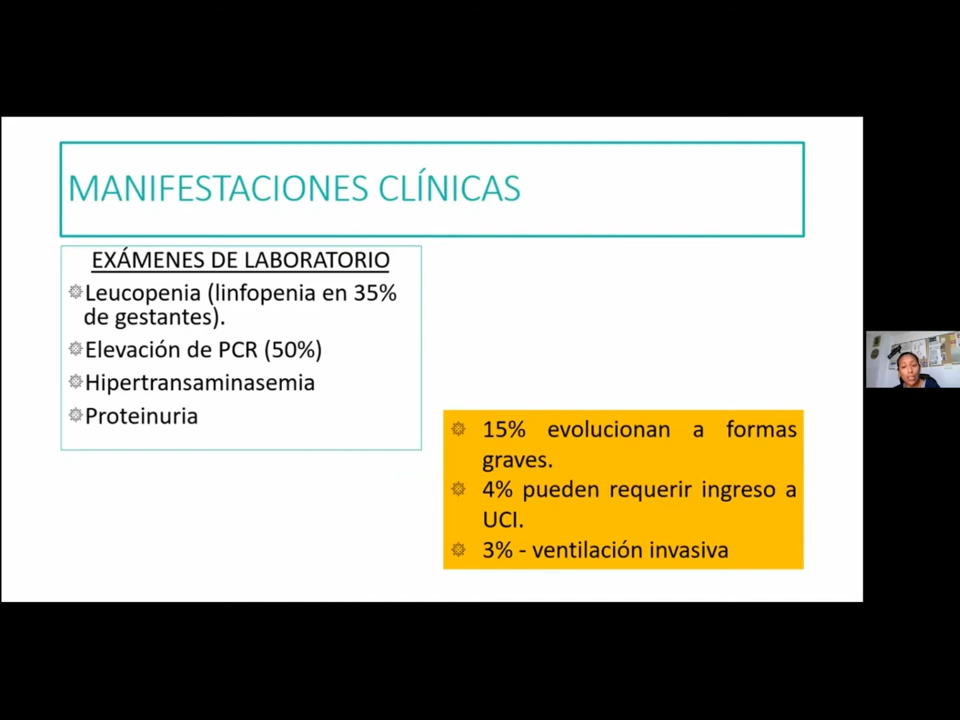 MANIFESTACIONES CLÍNICAS
EXÁMENES DE LABORATORIO
Leucopenia (linfopenia en 35%
de gestantes).
Elevación de PCR (50%)
Hipertransaminasemia
Proteinuria
15% evolucionan a formas
graves.
4% pueden requerir ingreso a
UCI.
3% - ventilación invasiva